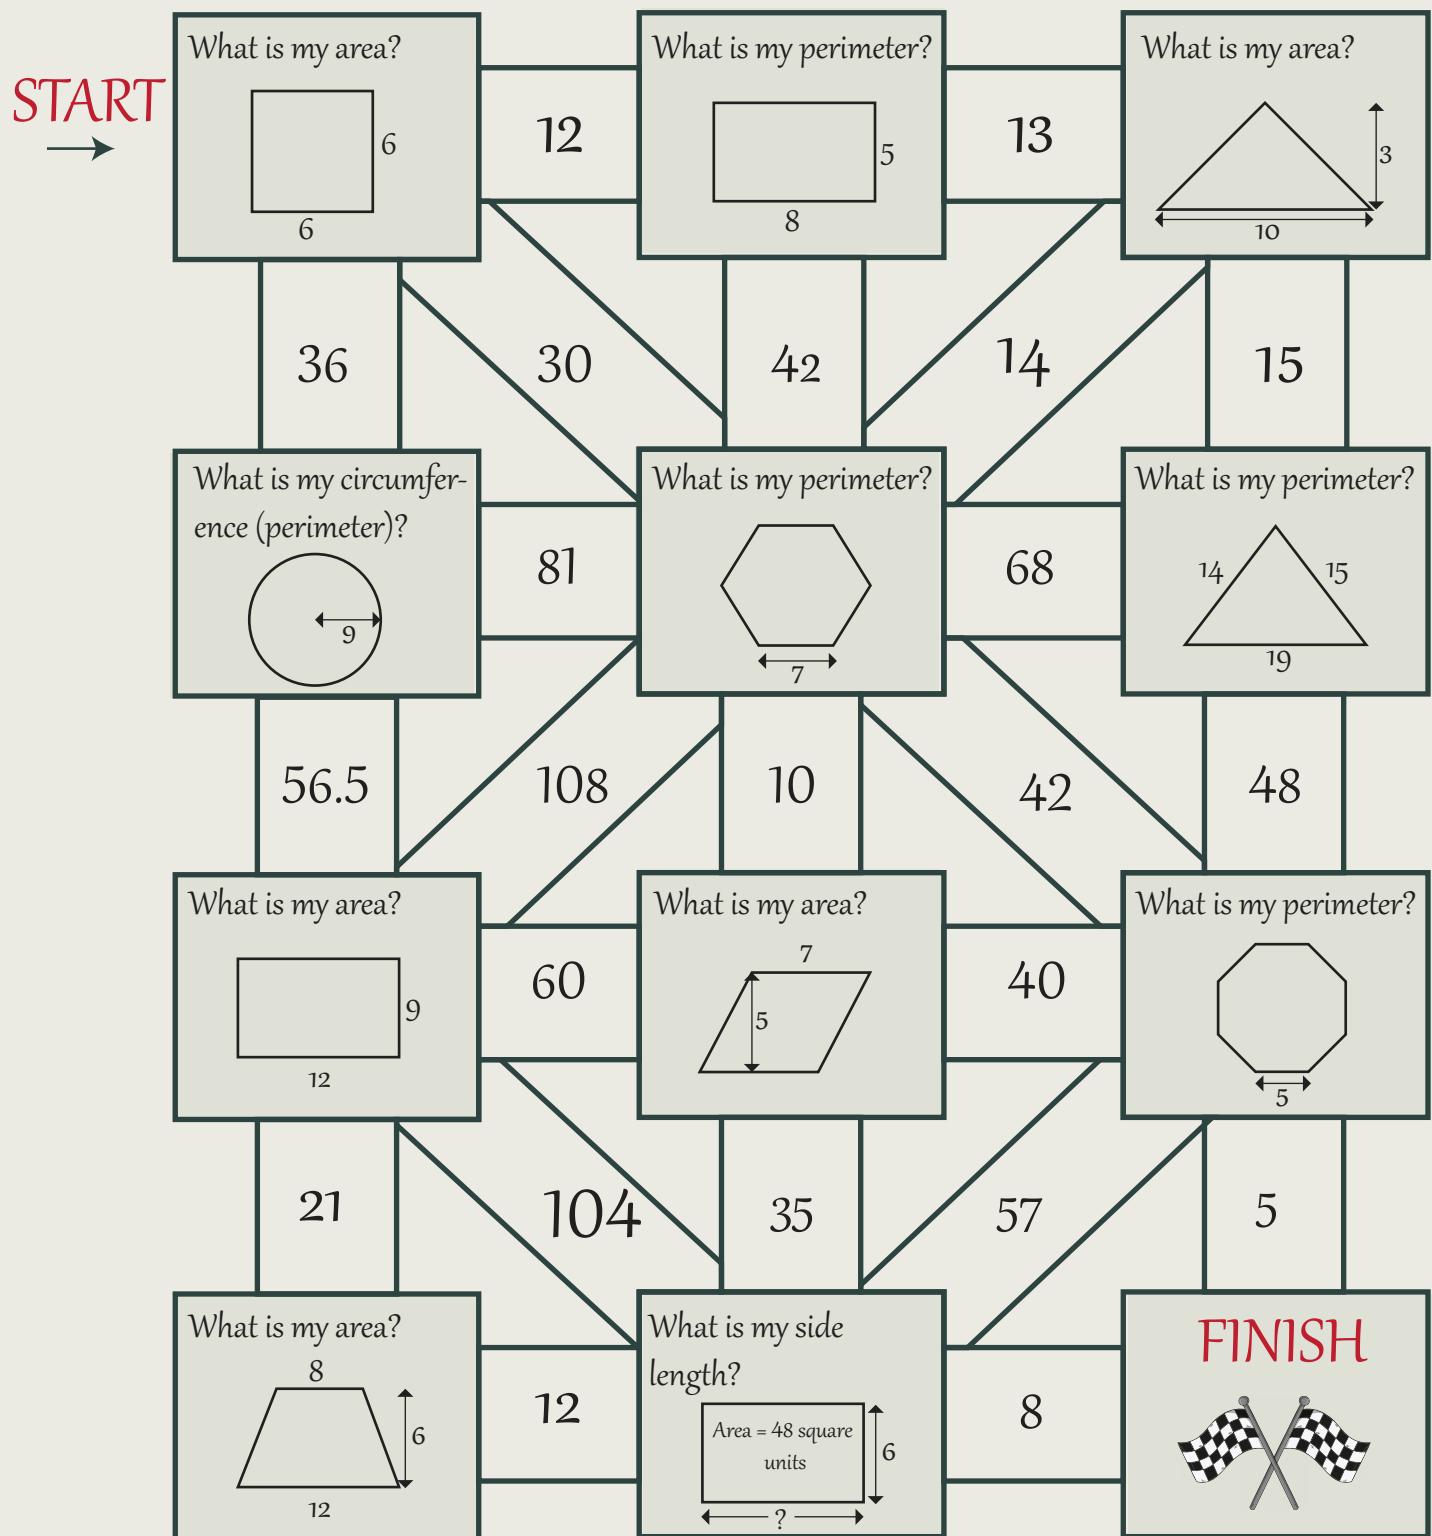 START
What is my area?
6
6
12
What is my perimeter?
5
8
13
What is my area?
3
10
36
30
42
14
15
What is my circumfer-
ence (perimeter)?
9
81
What is my perimeter?
7
68
What is my perimeter?
14
15
19
56.5
108
10
42
48
What is my area?
9
12
60
What is my area?
7
5
40
What is my perimeter?
5
21
104
35
57
5
What is my area?
8
6
12
12
What is my side
length?
Area = 48 square
units
6
?
8
FINISH